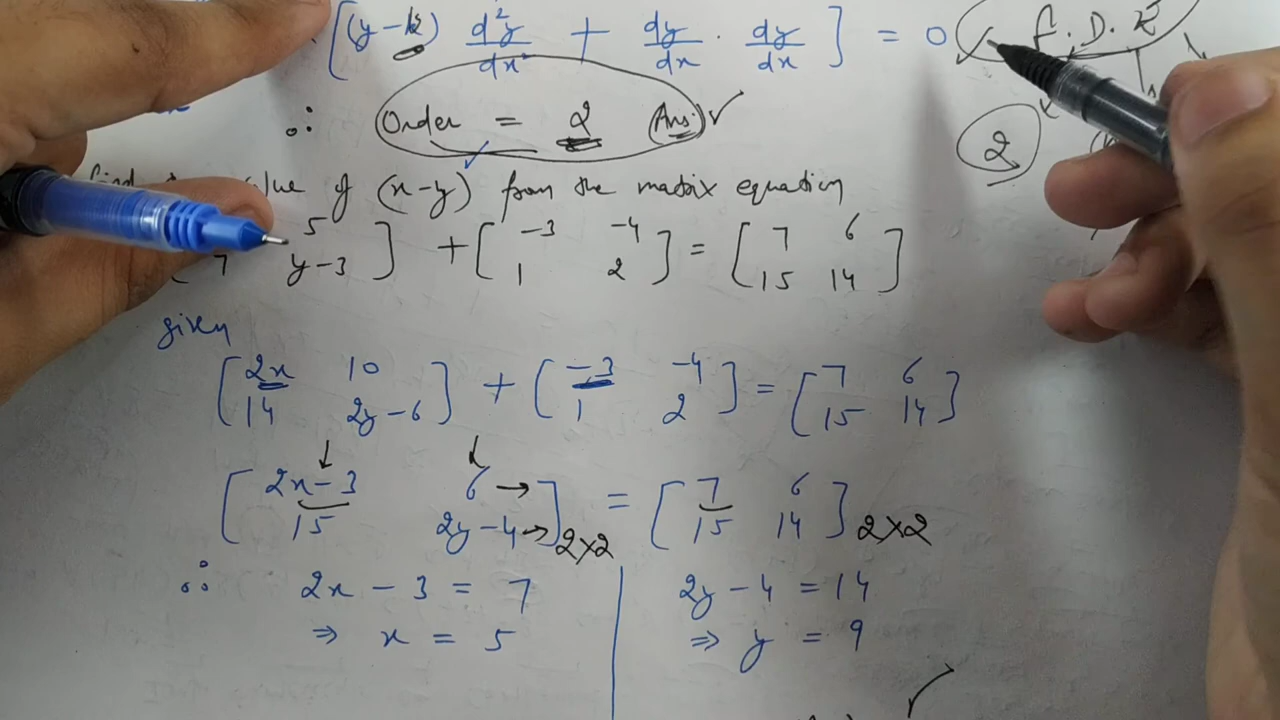 [(y-k) d²y/dx² + dy/dx · dy/dx] = 0 F.D.E
∴ Order = 2 (Ans.) ✓
2
value of (x-y) from the matrix equation
5 ] + [ -3 -4 ] = [ 7 6 ]
7 y-3 ] [ 1 2 ] [ 15 14 ]
given
[ 2x 10 ] + [ -3 -4 ] = [ 7 6 ]
[ 14 2y-6 ] [ 1 2 ] [ 15 14 ]
↓ ↓
[ 2x-3 6 → ] = [ 7 6 ]
[ 15 2y-4 → ]2×2 [ 15 14 ]2×2
∴ 2x - 3 = 7 | 2y - 4 = 14
⇒ x = 5 | ⇒ y = 9